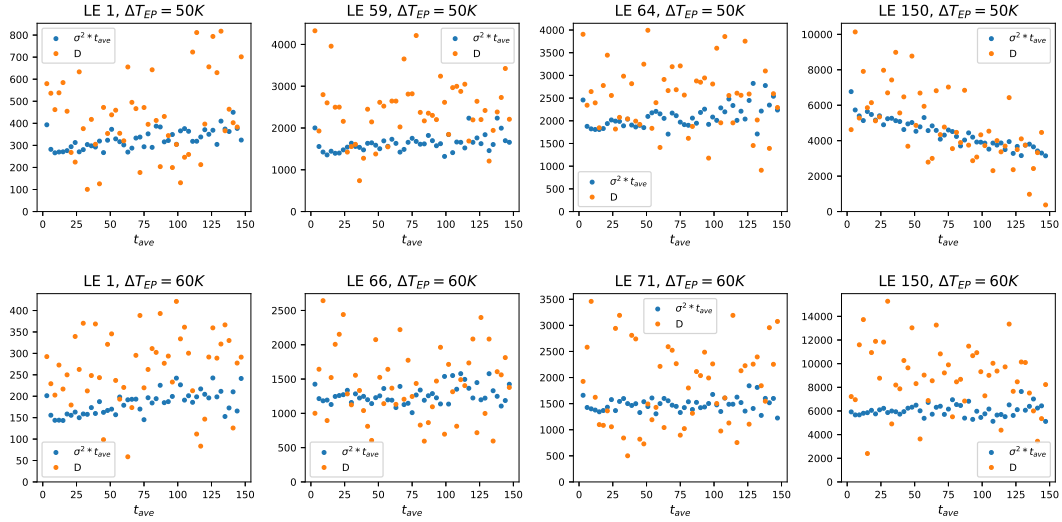 LE 1, ΔT_EP = 50K
800
700
600
500
400
300
200
100
0
σ² * t_ave
D
0 25 50 75 100 125 150
t_ave
LE 59, ΔT_EP = 50K
4000
3000
2000
1000
0
σ² * t_ave
D
0 25 50 75 100 125 150
t_ave
LE 64, ΔT_EP = 50K
4000
3500
3000
2500
2000
1500
1000
500
0
σ² * t_ave
D
0 25 50 75 100 125 150
t_ave
LE 150, ΔT_EP = 50K
10000
8000
6000
4000
2000
0
σ² * t_ave
D
0 25 50 75 100 125 150
t_ave
LE 1, ΔT_EP = 60K
400
350
300
250
200
150
100
50
0
σ² * t_ave
D
0 25 50 75 100 125 150
t_ave
LE 66, ΔT_EP = 60K
2500
2000
1500
1000
500
0
σ² * t_ave
D
0 25 50 75 100 125 150
t_ave
LE 71, ΔT_EP = 60K
3500
3000
2500
2000
1500
1000
500
0
σ² * t_ave
D
0 25 50 75 100 125 150
t_ave
LE 150, ΔT_EP = 60K
14000
12000
10000
8000
6000
4000
2000
0
σ² * t_ave
D
0 25 50 75 100 125 150
t_ave